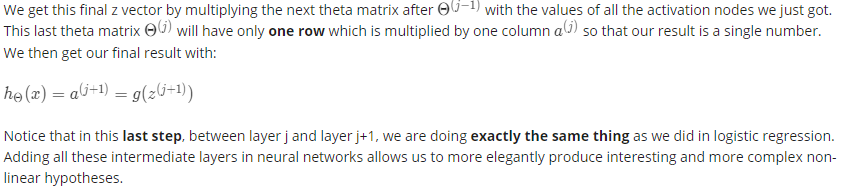 We get this final z vector by multiplying the next theta matrix after Θ⁽ʲ⁻¹⁾ with the values of all the activation nodes we just got.
This last theta matrix Θ⁽ʲ⁾ will have only one row which is multiplied by one column a⁽ʲ⁾ so that our result is a single number.
We then get our final result with:
h_Θ(x) = a⁽ʲ⁺¹⁾ = g(z⁽ʲ⁺¹⁾)
Notice that in this last step, between layer j and layer j+1, we are doing exactly the same thing as we did in logistic regression.
Adding all these intermediate layers in neural networks allows us to more elegantly produce interesting and more complex non-
linear hypotheses.